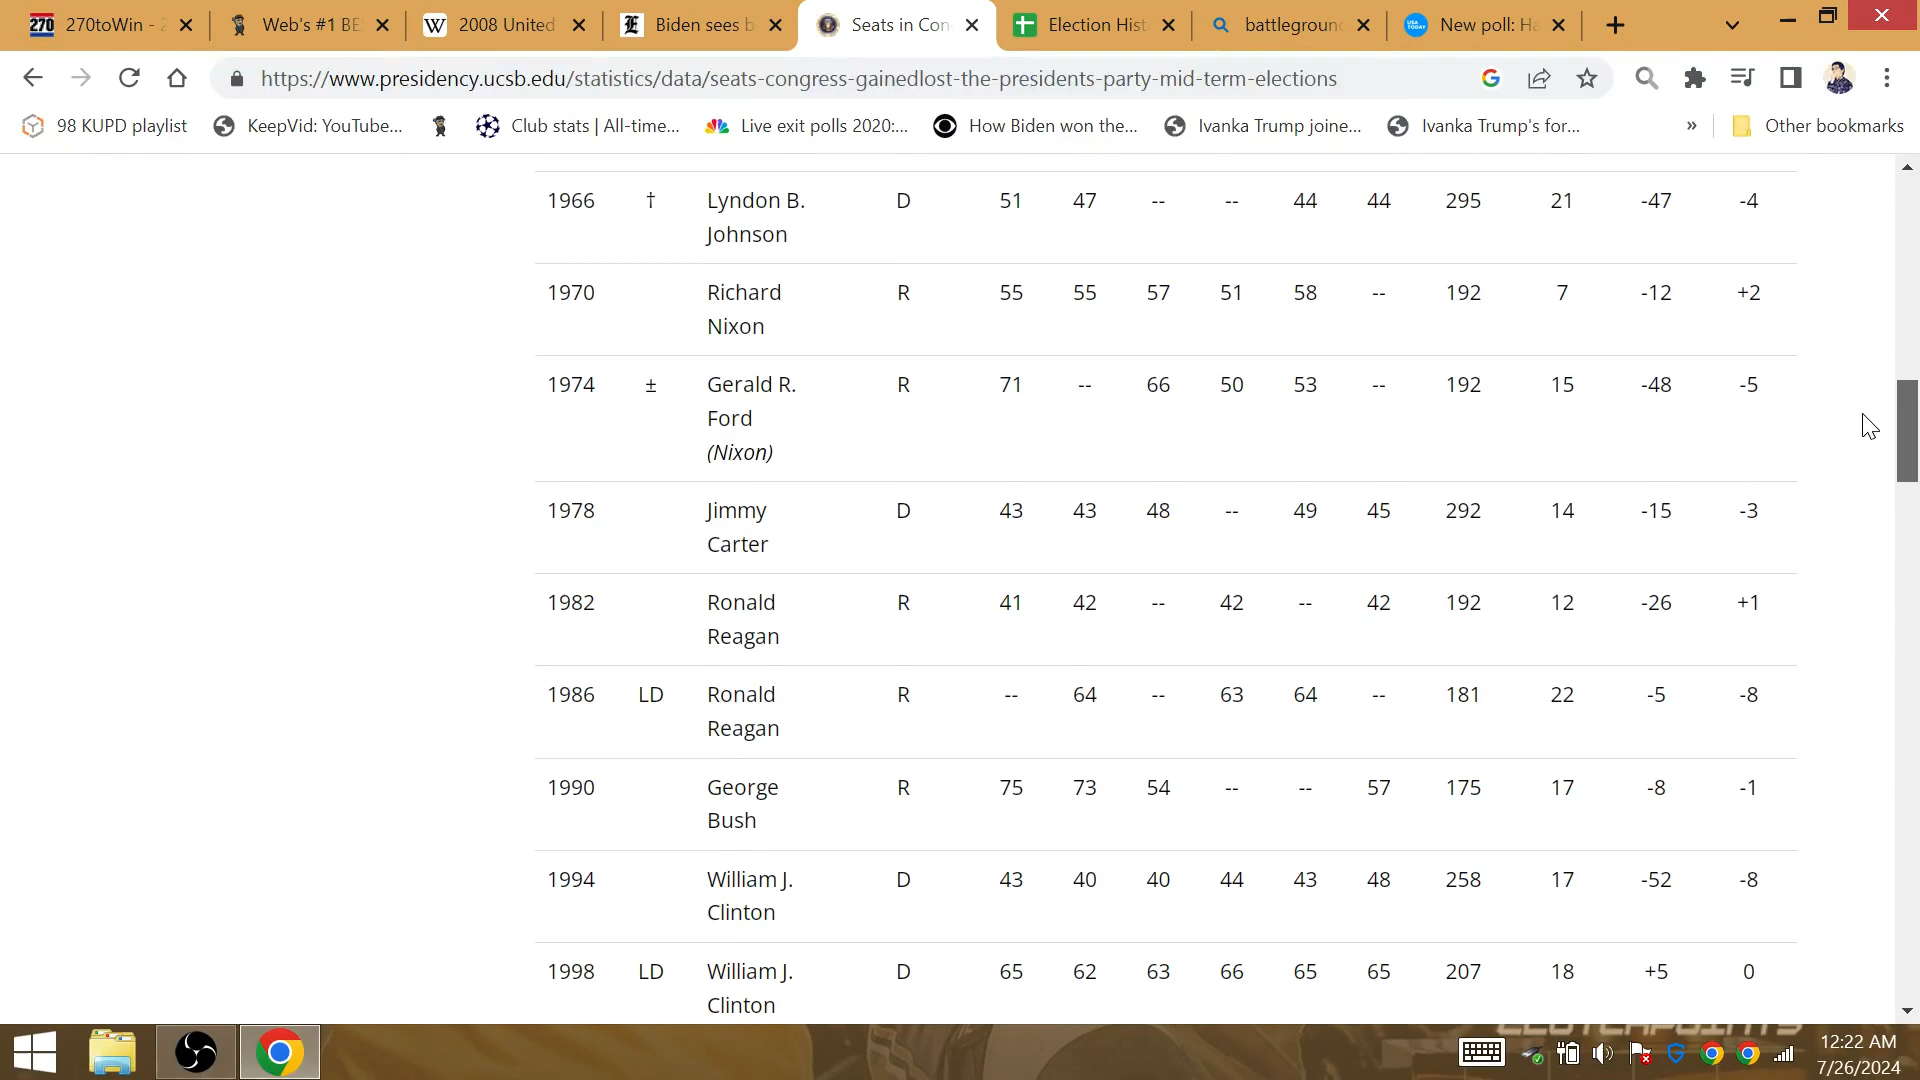 270toWin - 2
Web's #1 BE
2008 United
Biden sees b
Seats in Con
Election Hist
battleground
New poll: Ha
https://www.presidency.ucsb.edu/statistics/data/seats-congress-gainedlost-the-presidents-party-mid-term-elections
98 KUPD playlist
KeepVid: YouTube...
Club stats | All-time...
Live exit polls 2020:...
How Biden won the...
Ivanka Trump joine...
Ivanka Trump's for...
»
Other bookmarks
1966 † Lyndon B. D 51 47 -- -- 44 44 295 21 -47 -4
Johnson
1970 Richard R 55 55 57 51 58 -- 192 7 -12 +2
Nixon
1974 ± Gerald R. R 71 -- 66 50 53 -- 192 15 -48 -5
Ford
(Nixon)
1978 Jimmy D 43 43 48 -- 49 45 292 14 -15 -3
Carter
1982 Ronald R 41 42 -- 42 -- 42 192 12 -26 +1
Reagan
1986 LD Ronald R -- 64 -- 63 64 -- 181 22 -5 -8
Reagan
1990 George R 75 73 54 -- -- 57 175 17 -8 -1
Bush
1994 William J. D 43 40 40 44 43 48 258 17 -52 -8
Clinton
1998 LD William J. D 65 62 63 66 65 65 207 18 +5 0
Clinton
12:22 AM
7/26/2024